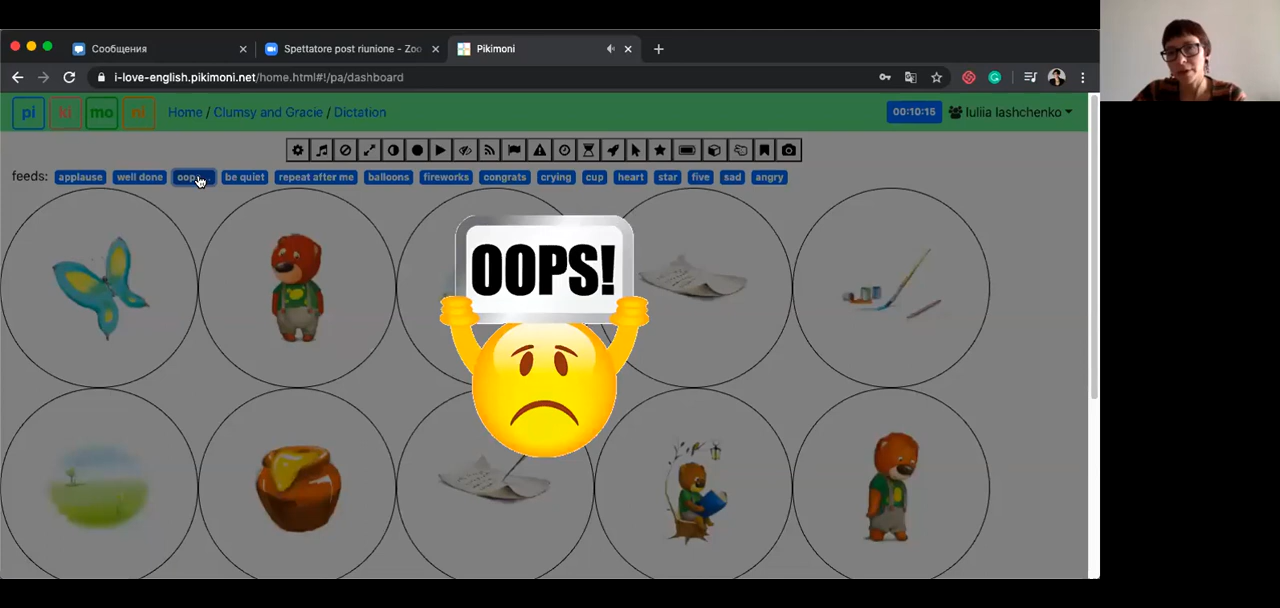 Сообщения
Spettatore post riunione - Zoo
Pikimoni
i-love-english.pikimoni.net/home.html#!/pa/dashboard
pi ki mo ni Home / Clumsy and Gracie / Dictation 00:10:15 Iuliia Iashchenko
feeds: applause well done oop be quiet repeat after me balloons fireworks congrats crying cup heart star five sad angry
OOPS!